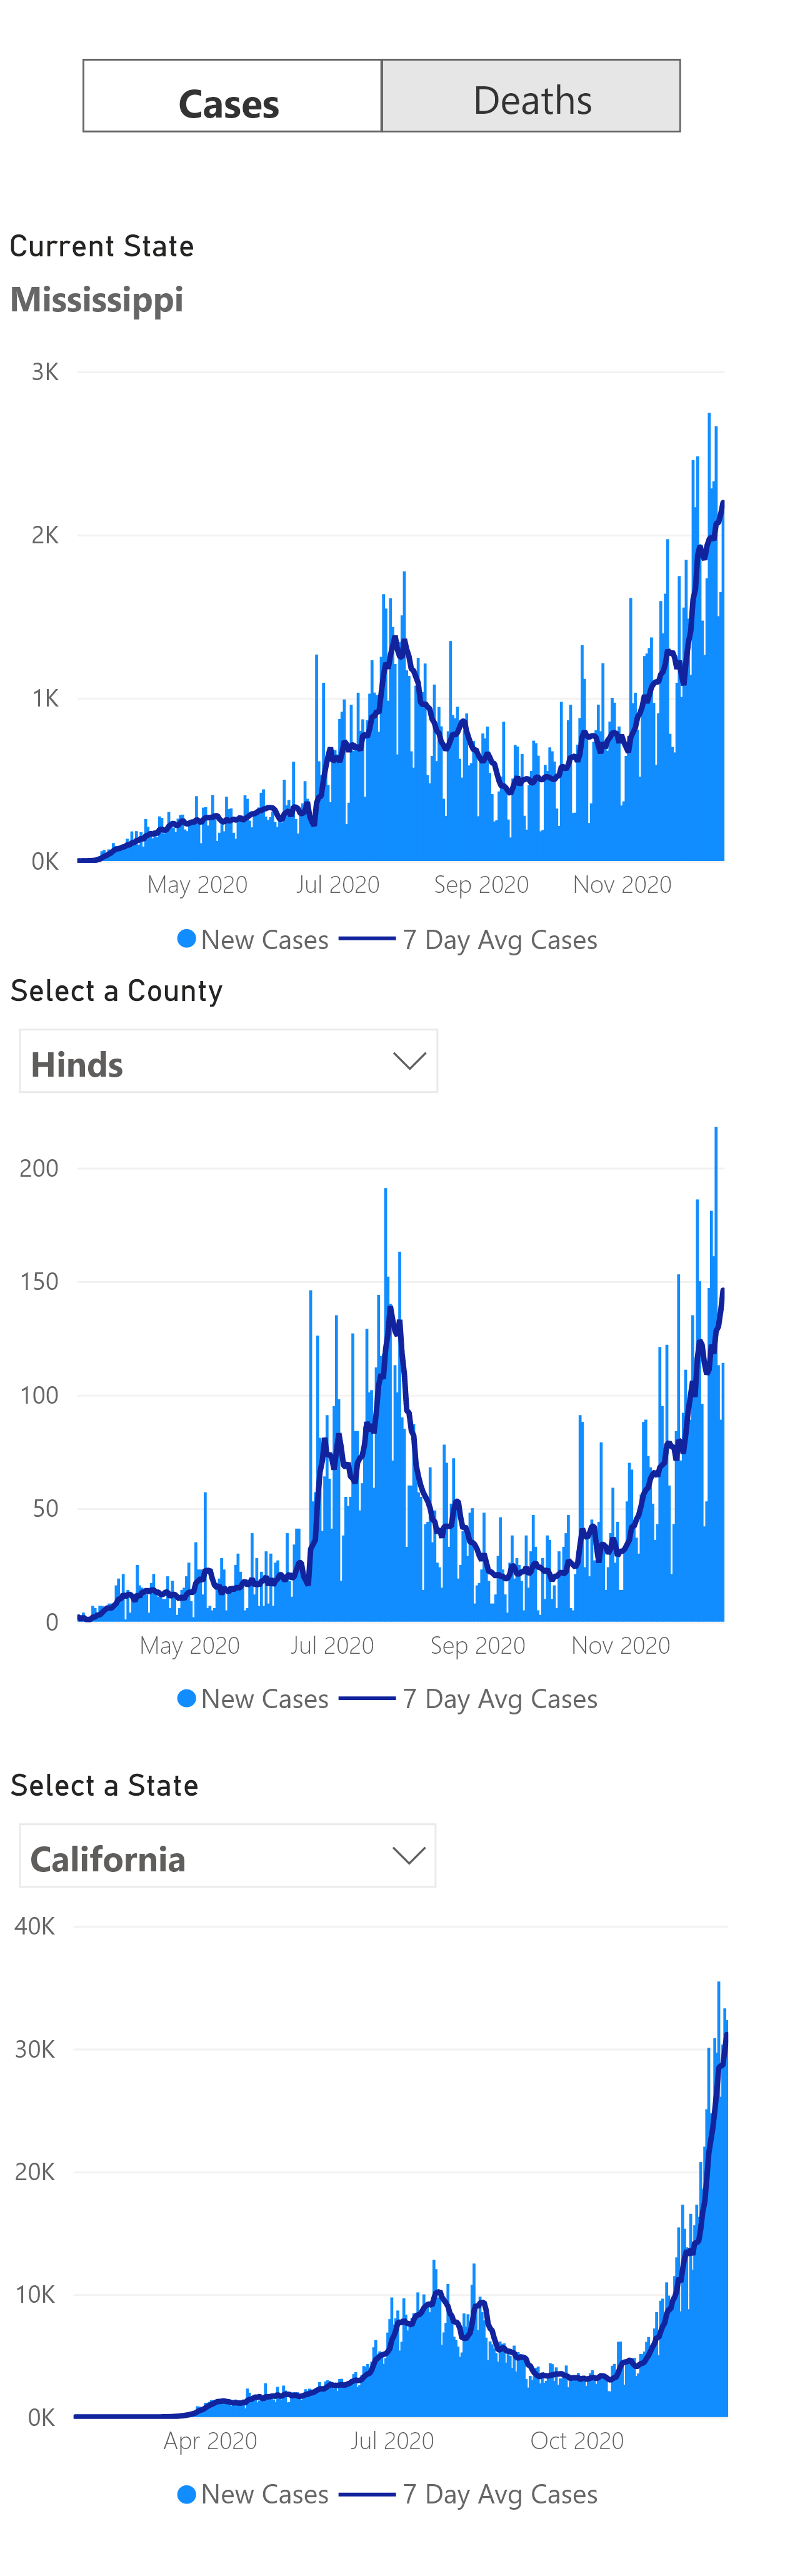 Cases Deaths
Current State
Mississippi
3K
2K
1K
0K
May 2020 Jul 2020 Sep 2020 Nov 2020
New Cases 7 Day Avg Cases
Select a County
Hinds
200
150
100
50
0
May 2020 Jul 2020 Sep 2020 Nov 2020
New Cases 7 Day Avg Cases
Select a State
California
40K
30K
20K
10K
0K
Apr 2020 Jul 2020 Oct 2020
New Cases 7 Day Avg Cases